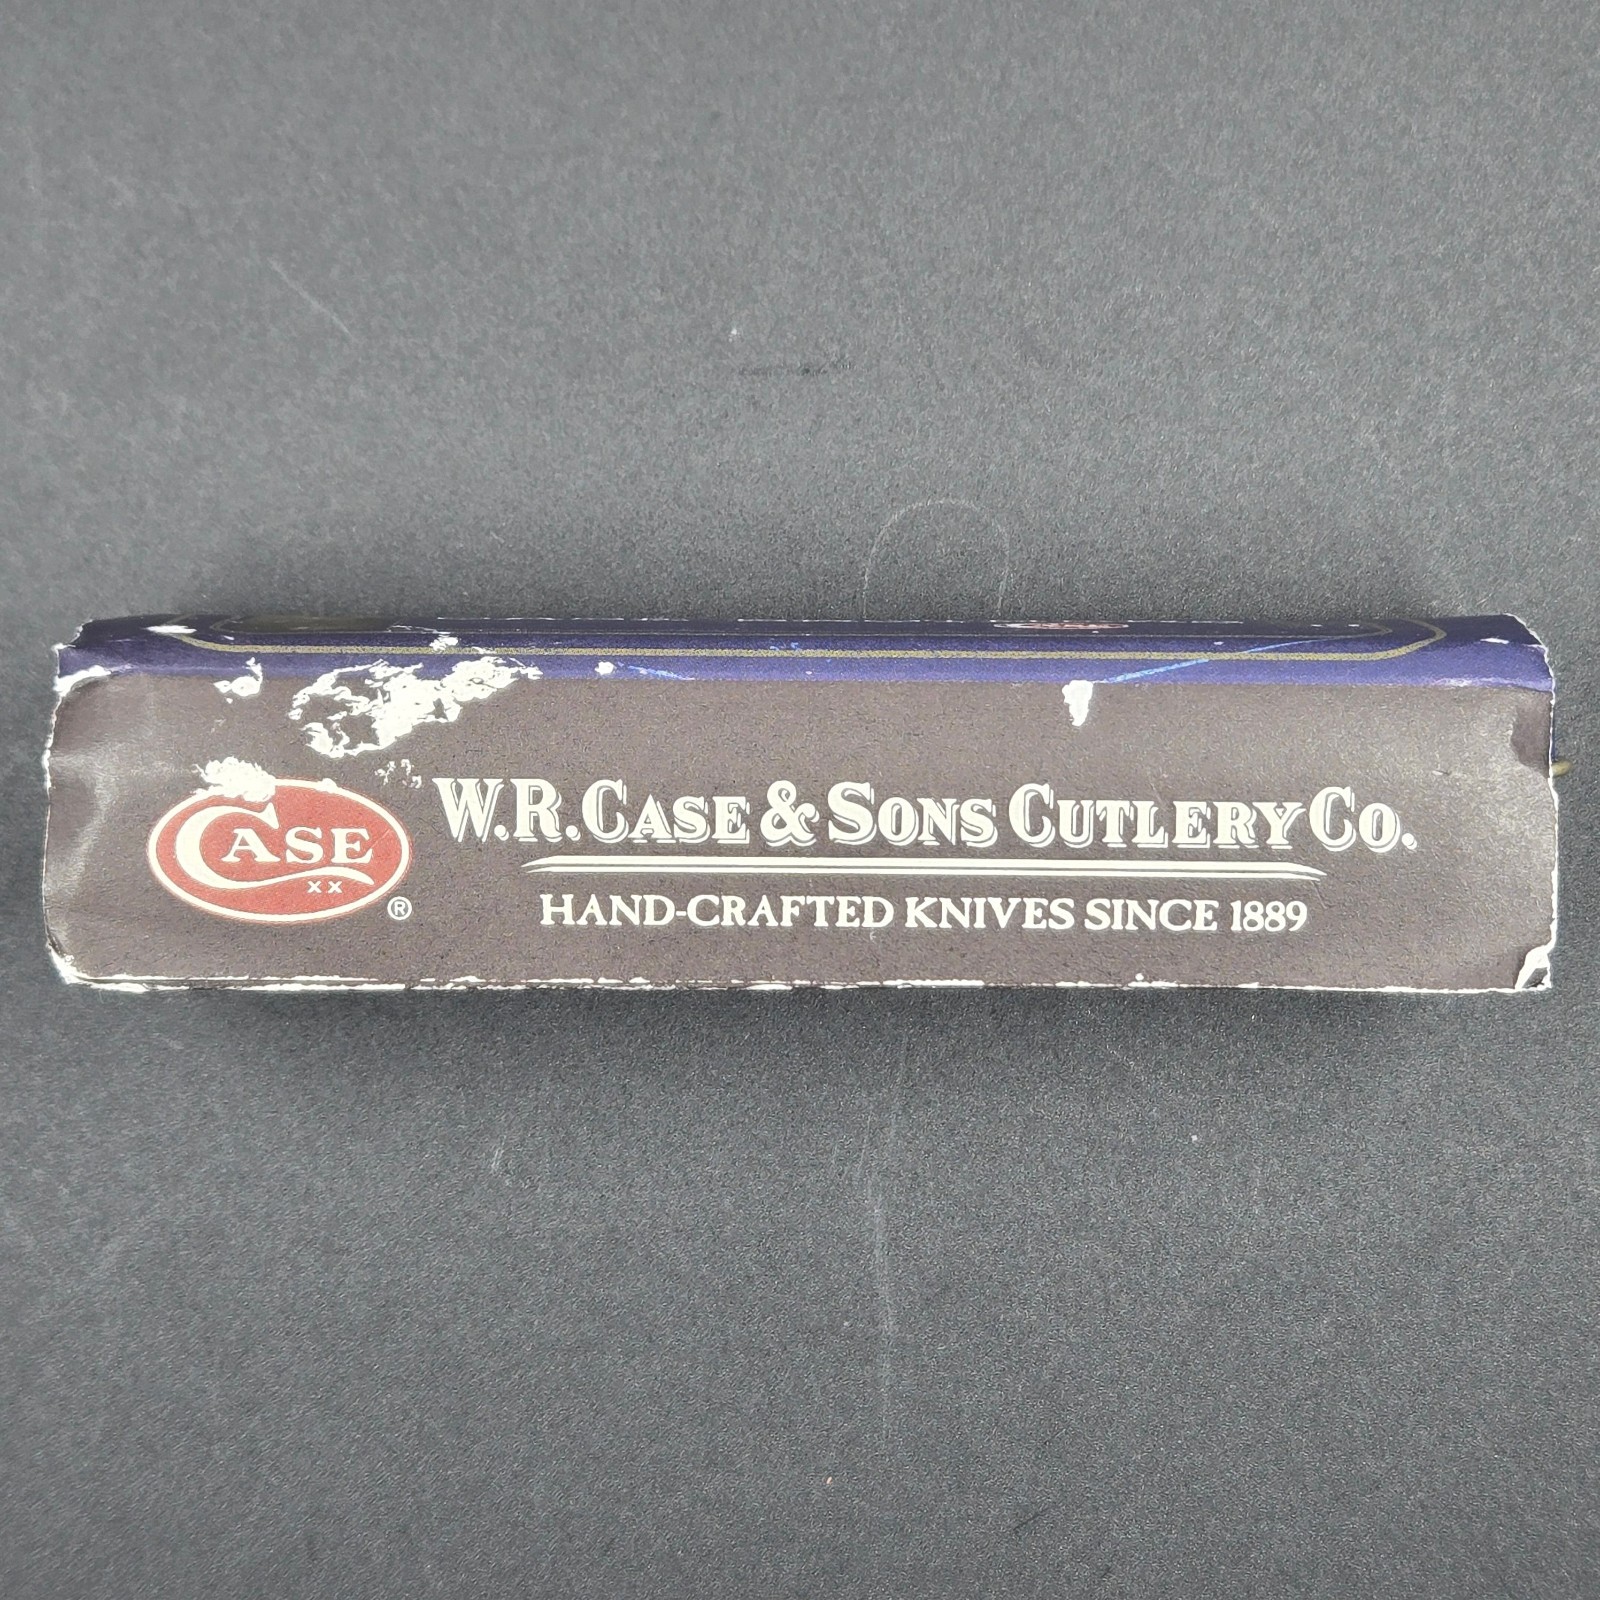 CASE
XX
®
W.R. CASE & SONS CUTLERY CO.
HAND-CRAFTED KNIVES SINCE 1889